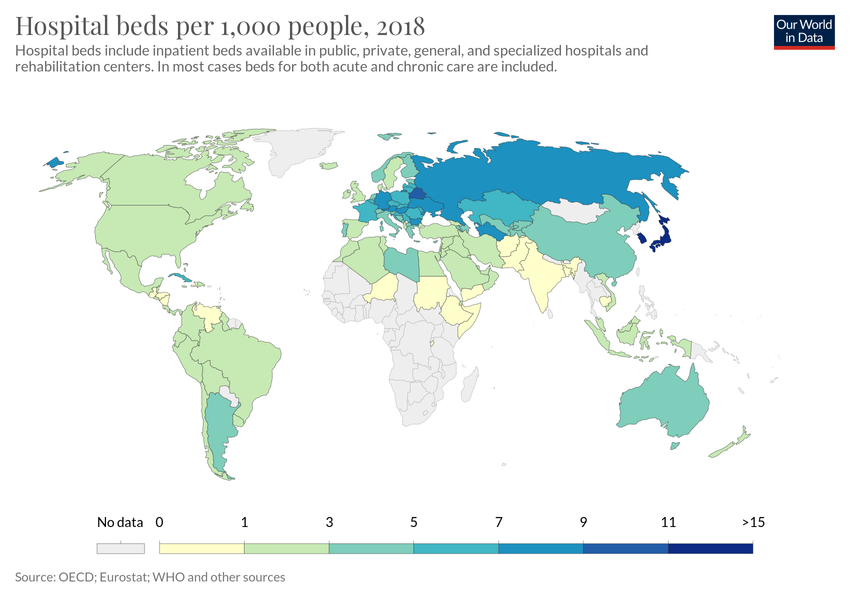 Hospital beds per 1,000 people, 2018
Our World
in Data
Hospital beds include inpatient beds available in public, private, general, and specialized hospitals and
rehabilitation centers. In most cases beds for both acute and chronic care are included.
No data 0 1 3 5 7 9 11 >15
Source: OECD; Eurostat; WHO and other sources